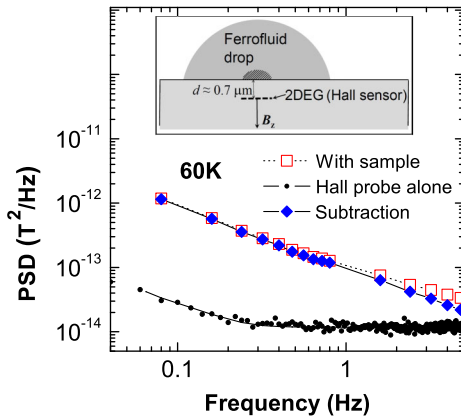 Ferrofluid
drop
d ≈ 0.7 μm
2DEG (Hall sensor)
Bz
60K
With sample
Hall probe alone
Subtraction
PSD (T²/Hz)
10⁻¹¹
10⁻¹²
10⁻¹³
10⁻¹⁴
0.1
1
Frequency (Hz)